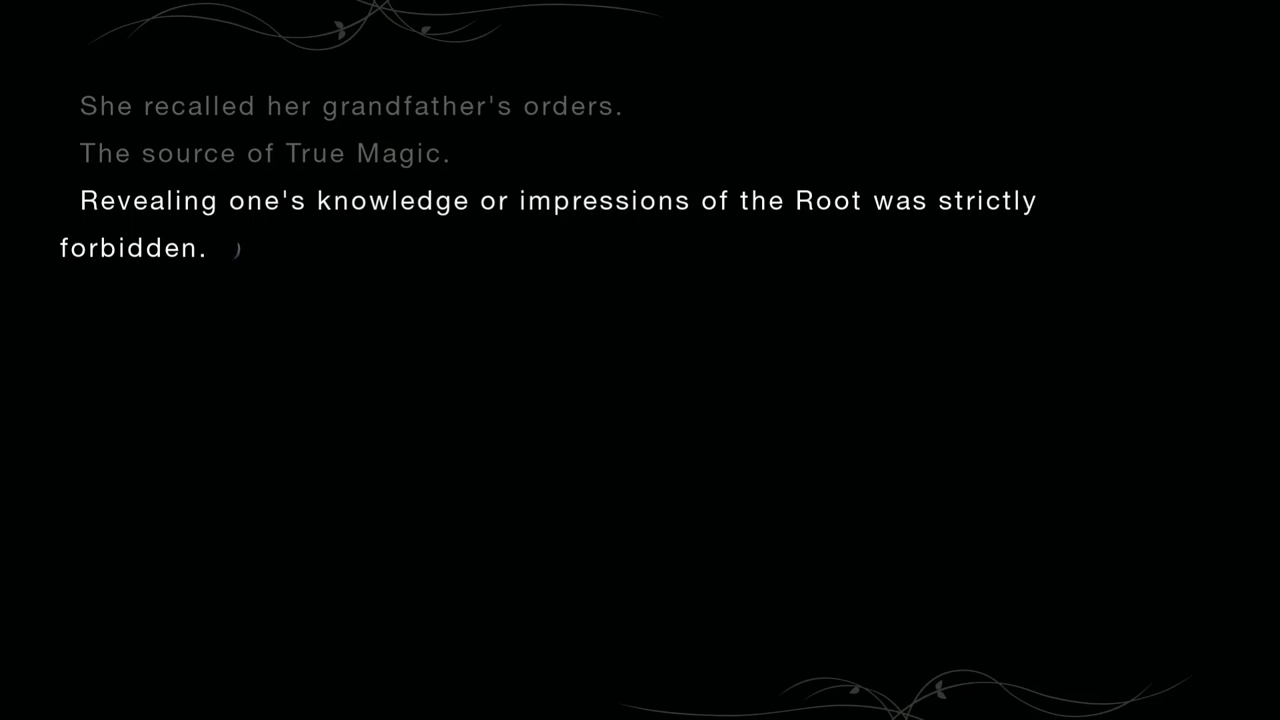 She recalled her grandfather's orders.
The source of True Magic.
Revealing one's knowledge or impressions of the Root was strictly
forbidden.